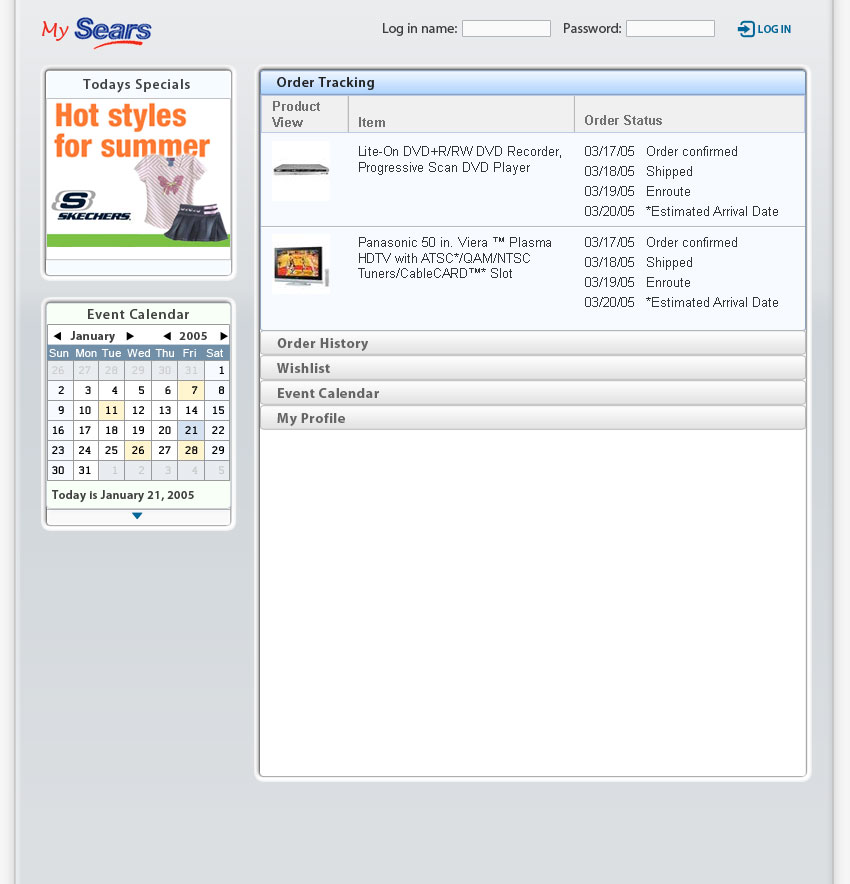 My Sears
Log in name: Password: LOG IN
Todays Specials
Hot styles
for summer
S
SKECHERS.
Event Calendar
January 2005
Sun Mon Tue Wed Thu Fri Sat
26 27 28 29 30 31 1
2 3 4 5 6 7 8
9 10 11 12 13 14 15
16 17 18 19 20 21 22
23 24 25 26 27 28 29
30 31 1 2 3 4 5
Today is January 21, 2005
Order Tracking
Product
View Item Order Status
Lite-On DVD+R/RW DVD Recorder,
Progressive Scan DVD Player
03/17/05 Order confirmed
03/18/05 Shipped
03/19/05 Enroute
03/20/05 *Estimated Arrival Date
Panasonic 50 in. Viera ™ Plasma
HDTV with ATSC*/QAM/NTSC
Tuners/CableCARD™* Slot
03/17/05 Order confirmed
03/18/05 Shipped
03/19/05 Enroute
03/20/05 *Estimated Arrival Date
Order History
Wishlist
Event Calendar
My Profile